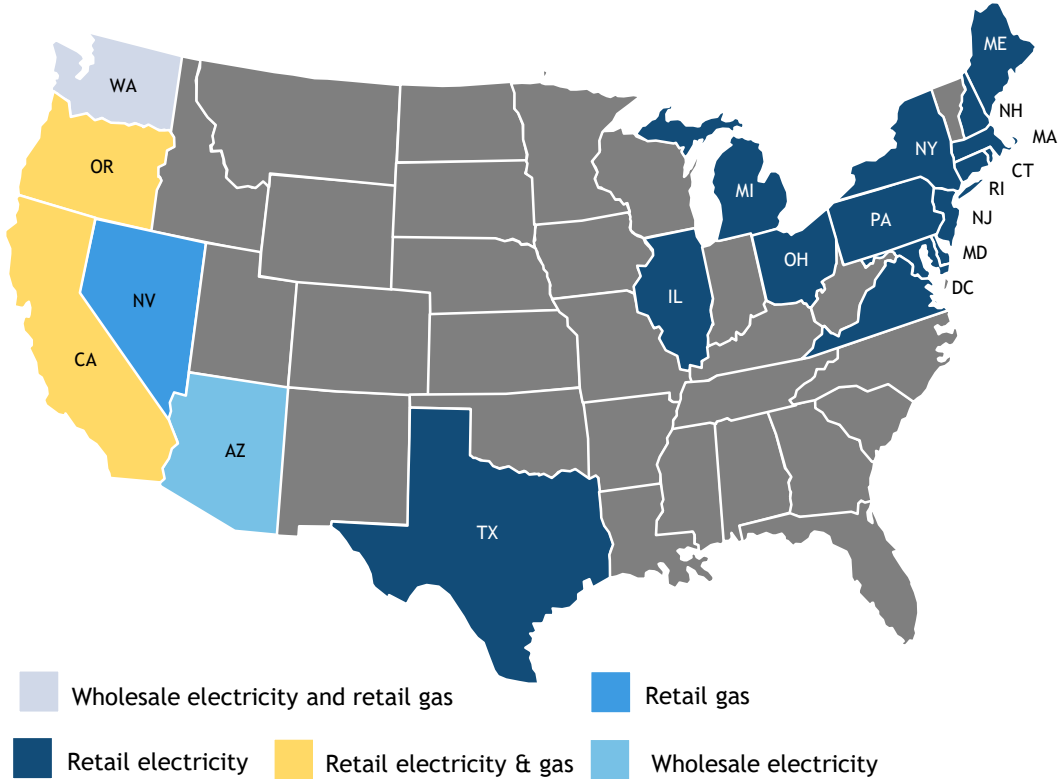 ME
WA
NH
MA
NY
OR
CT
RI
MI
PA
NJ
MD
OH
DC
IL
NV
CA
AZ
TX
Wholesale electricity and retail gas
Retail gas
Retail electricity
Retail electricity & gas
Wholesale electricity